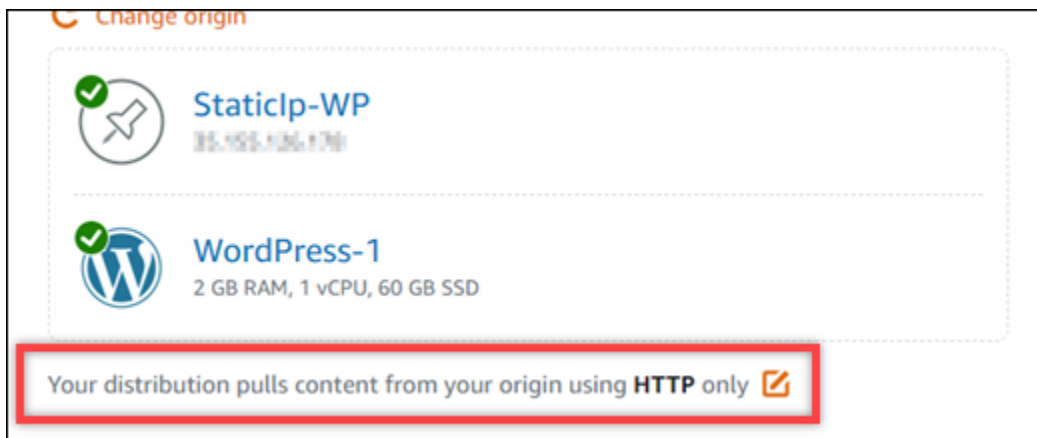 Change origin
StaticIp-WP
WordPress-1
2 GB RAM, 1 vCPU, 60 GB SSD
Your distribution pulls content from your origin using HTTP only